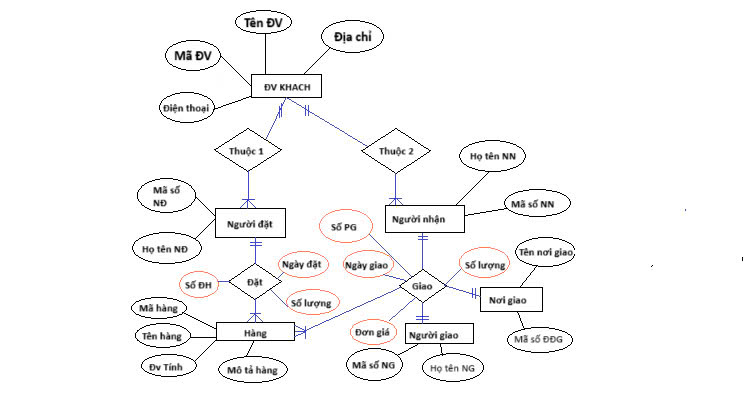 Tên ĐV
Địa chỉ
Mã ĐV
ĐV KHACH
Điện thoại
Thuộc 1
Thuộc 2
Họ tên NN
Mã số
NĐ
Mã số NN
Người đặt
Người nhận
Số PG
Họ tên NĐ
Tên nơi giao
Ngày đặt
Ngày giao
Số lượng
Số ĐH
Đặt
Giao
Số lượng
Nơi giao
Mã hàng
Hàng
Đơn giá
Người giao
Tên hàng
Mã số ĐĐG
Đv Tính
Mô tả hàng
Mã số NG
Họ tên NG